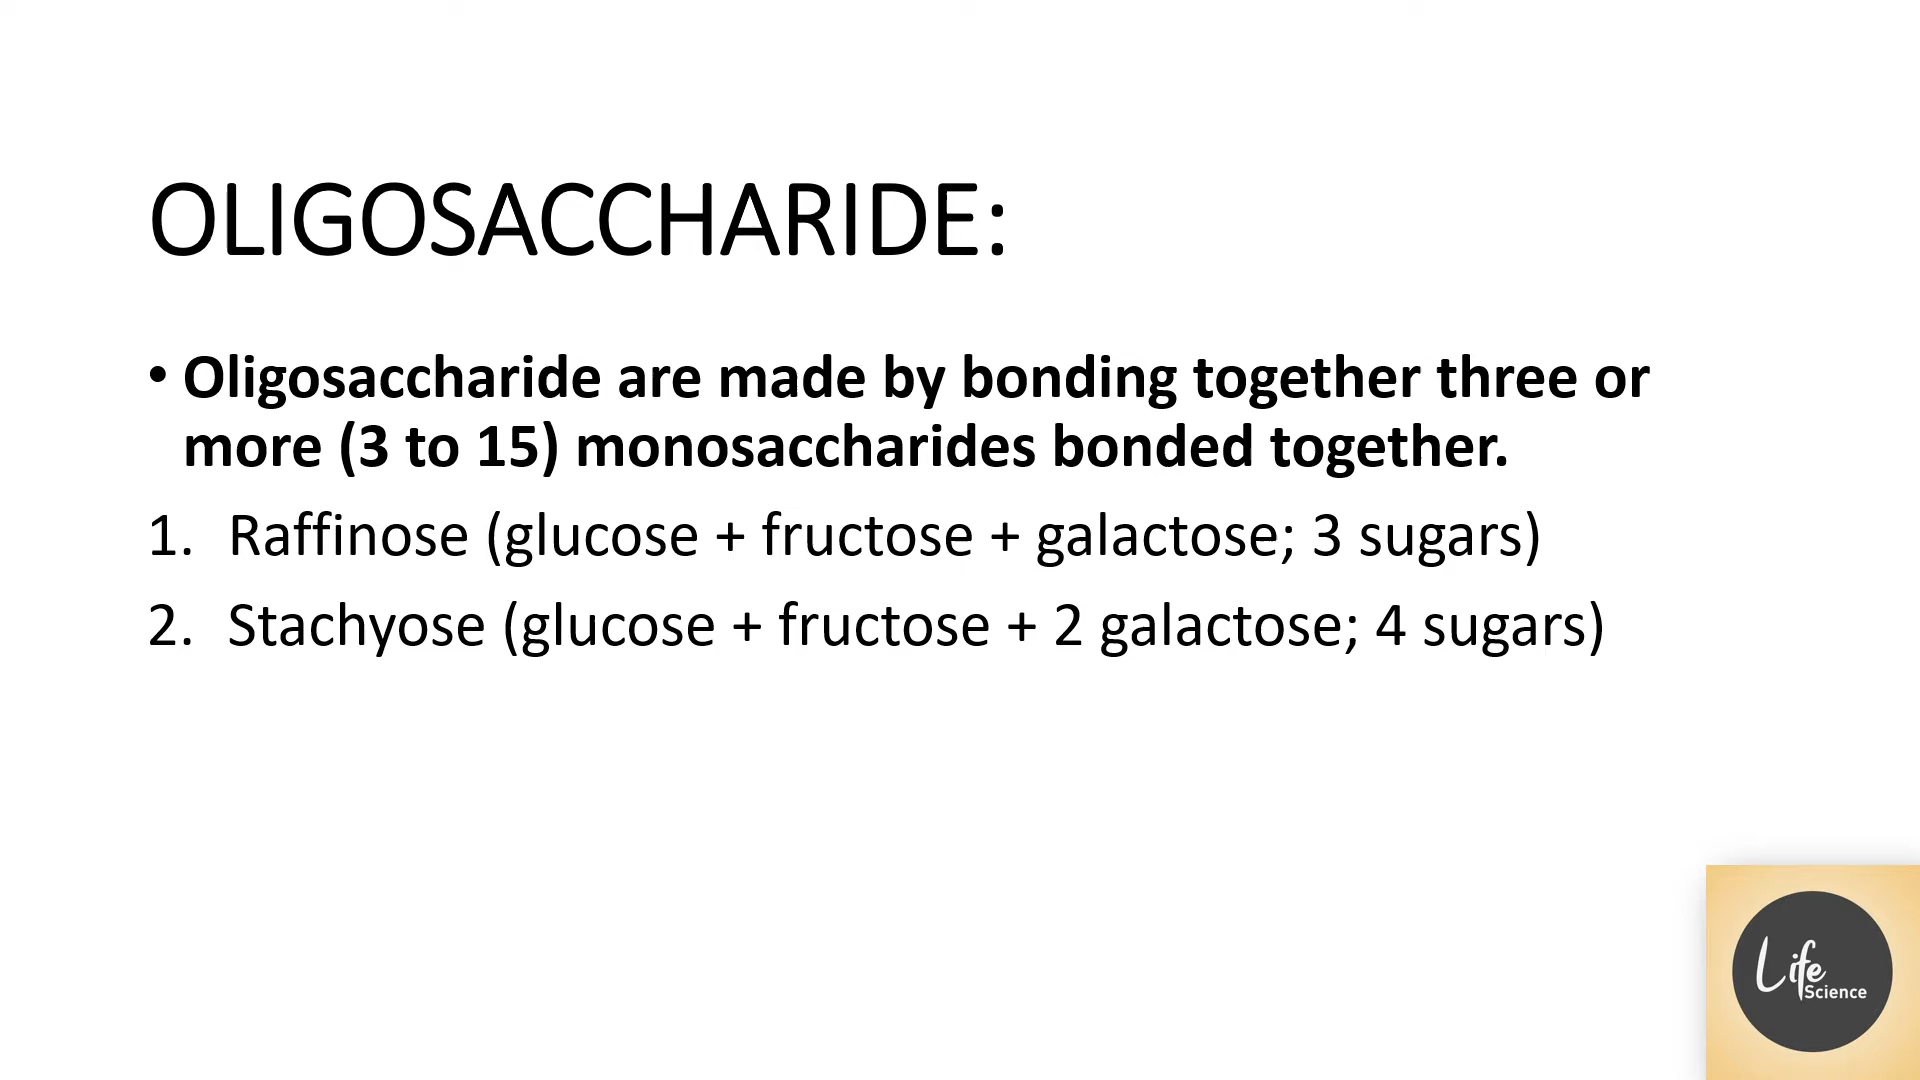 OLIGOSACCHARIDE:
• Oligosaccharide are made by bonding together three or
more (3 to 15) monosaccharides bonded together.
1. Raffinose (glucose + fructose + galactose; 3 sugars)
2. Stachyose (glucose + fructose + 2 galactose; 4 sugars)
Life
Science